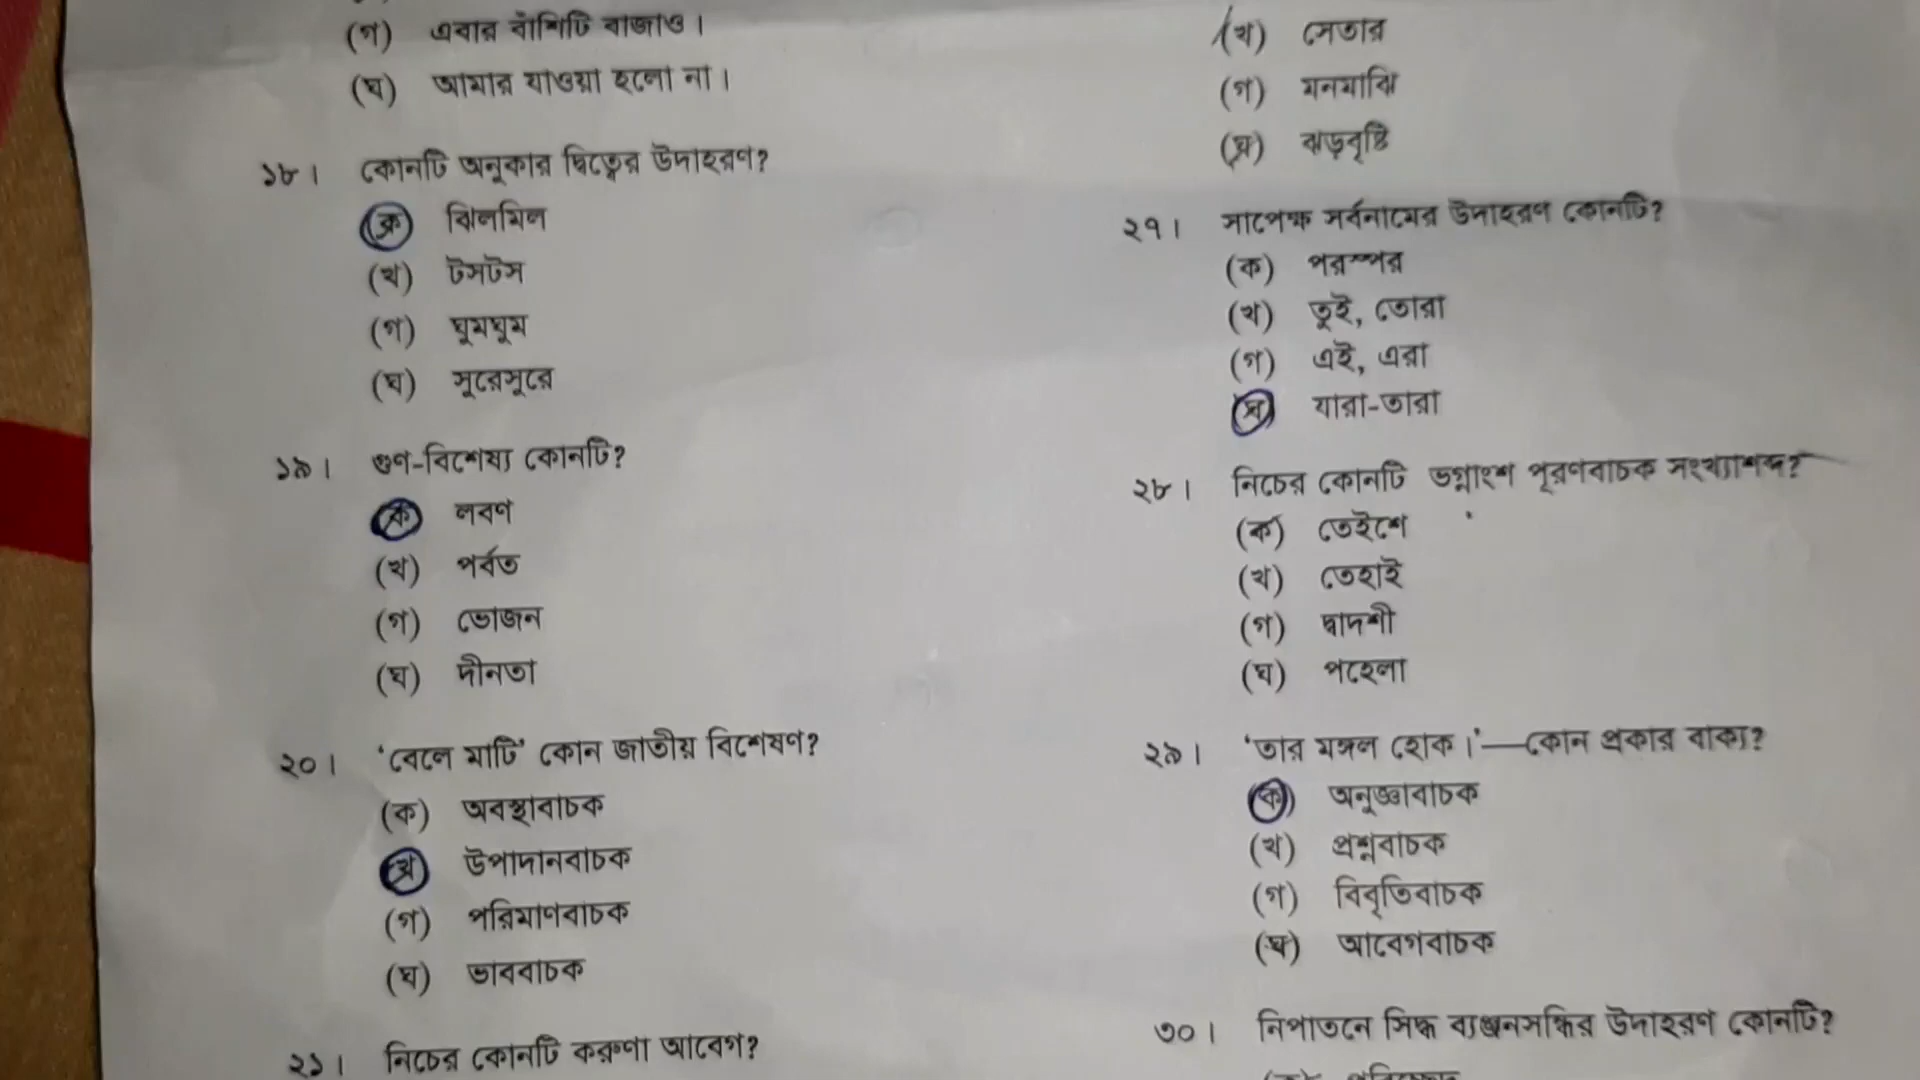 (গ) এবার বাঁশিটি বাজাও।
(ঘ) আমার যাওয়া হলো না।
১৮। কোনটি অনুকার দ্বিত্বের উদাহরণ?
(ক) ঝিলমিল
(খ) টসটস
(গ) ঘুমঘুম
(ঘ) সুরেসুরে
১৯। গুণ-বিশেষ্য কোনটি?
(ক) লবণ
(খ) পর্বত
(গ) ভোজন
(ঘ) দীনতা
২০। ‘বেলে মাটি’ কোন জাতীয় বিশেষণ?
(ক) অবস্থাবাচক
(খ) উপাদানবাচক
(গ) পরিমাণবাচক
(ঘ) ভাববাচক
২১। নিচের কোনটি করুণা আবেগ?
(খ) সেতার
(গ) মনমাঝি
(ঘ) ঝড়বৃষ্টি
২৭। সাপেক্ষ সর্বনামের উদাহরণ কোনটি?
(ক) পরস্পর
(খ) তুই, তোরা
(গ) এই, এরা
(ঘ) যারা-তারা
২৮। নিচের কোনটি ভগ্নাংশ পূরণবাচক সংখ্যাশব্দ?
(ক) তেইশে
(খ) তেহাই
(গ) দ্বাদশী
(ঘ) পহেলা
২৯। ‘তার মঙ্গল হোক।’—কোন প্রকার বাক্য?
(ক) অনুজ্ঞাবাচক
(খ) প্রশ্নবাচক
(গ) বিবৃতিবাচক
(ঘ) আবেগবাচক
৩০। নিপাতনে সিদ্ধ ব্যঞ্জনসন্ধির উদাহরণ কোনটি?